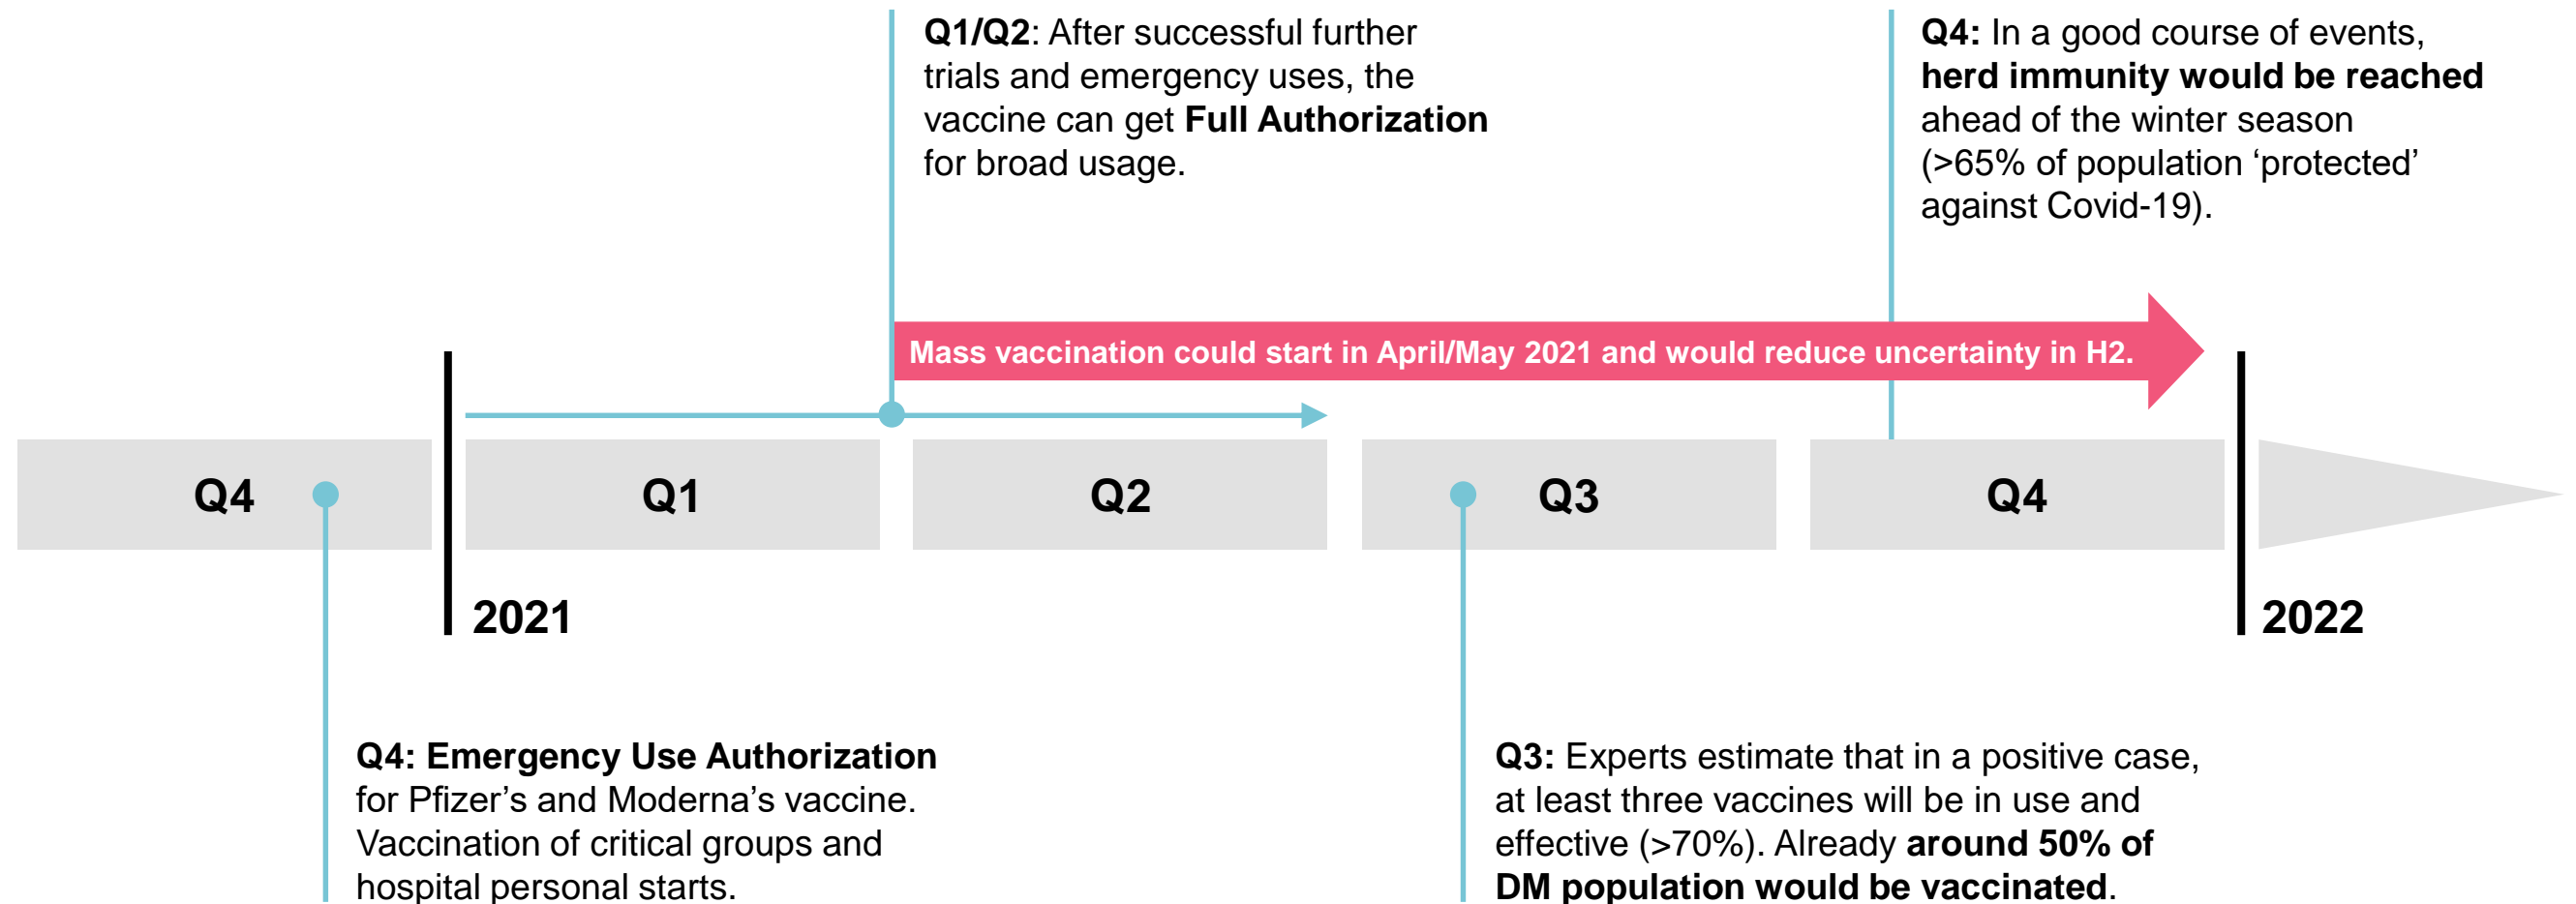 Q1/Q2: After successful further
trials and emergency uses, the
vaccine can get Full Authorization
for broad usage.
Q4: In a good course of events,
herd immunity would be reached
ahead of the winter season
(>65% of population ‘protected’
against Covid-19).
Mass vaccination could start in April/May 2021 and would reduce uncertainty in H2.
Q4
Q1
Q2
Q3
Q4
2021
2022
Q4: Emergency Use Authorization
for Pfizer’s and Moderna’s vaccine.
Vaccination of critical groups and
hospital personal starts.
Q3: Experts estimate that in a positive case,
at least three vaccines will be in use and
effective (>70%). Already around 50% of
DM population would be vaccinated.